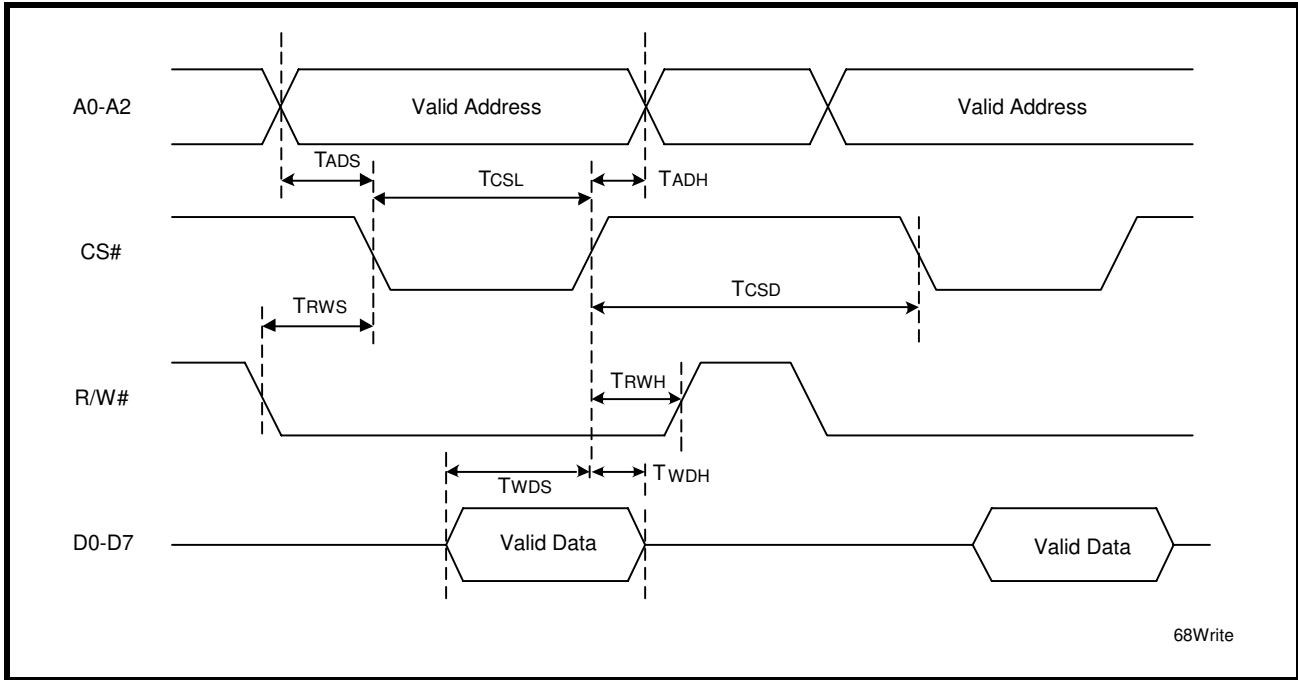 A0-A2
Valid Address
Valid Address
TADS
TCSL
TADH
CS#
TCSD
TRWS
R/W#
TRWH
TWDS
TWDH
D0-D7
Valid Data
Valid Data
68Write